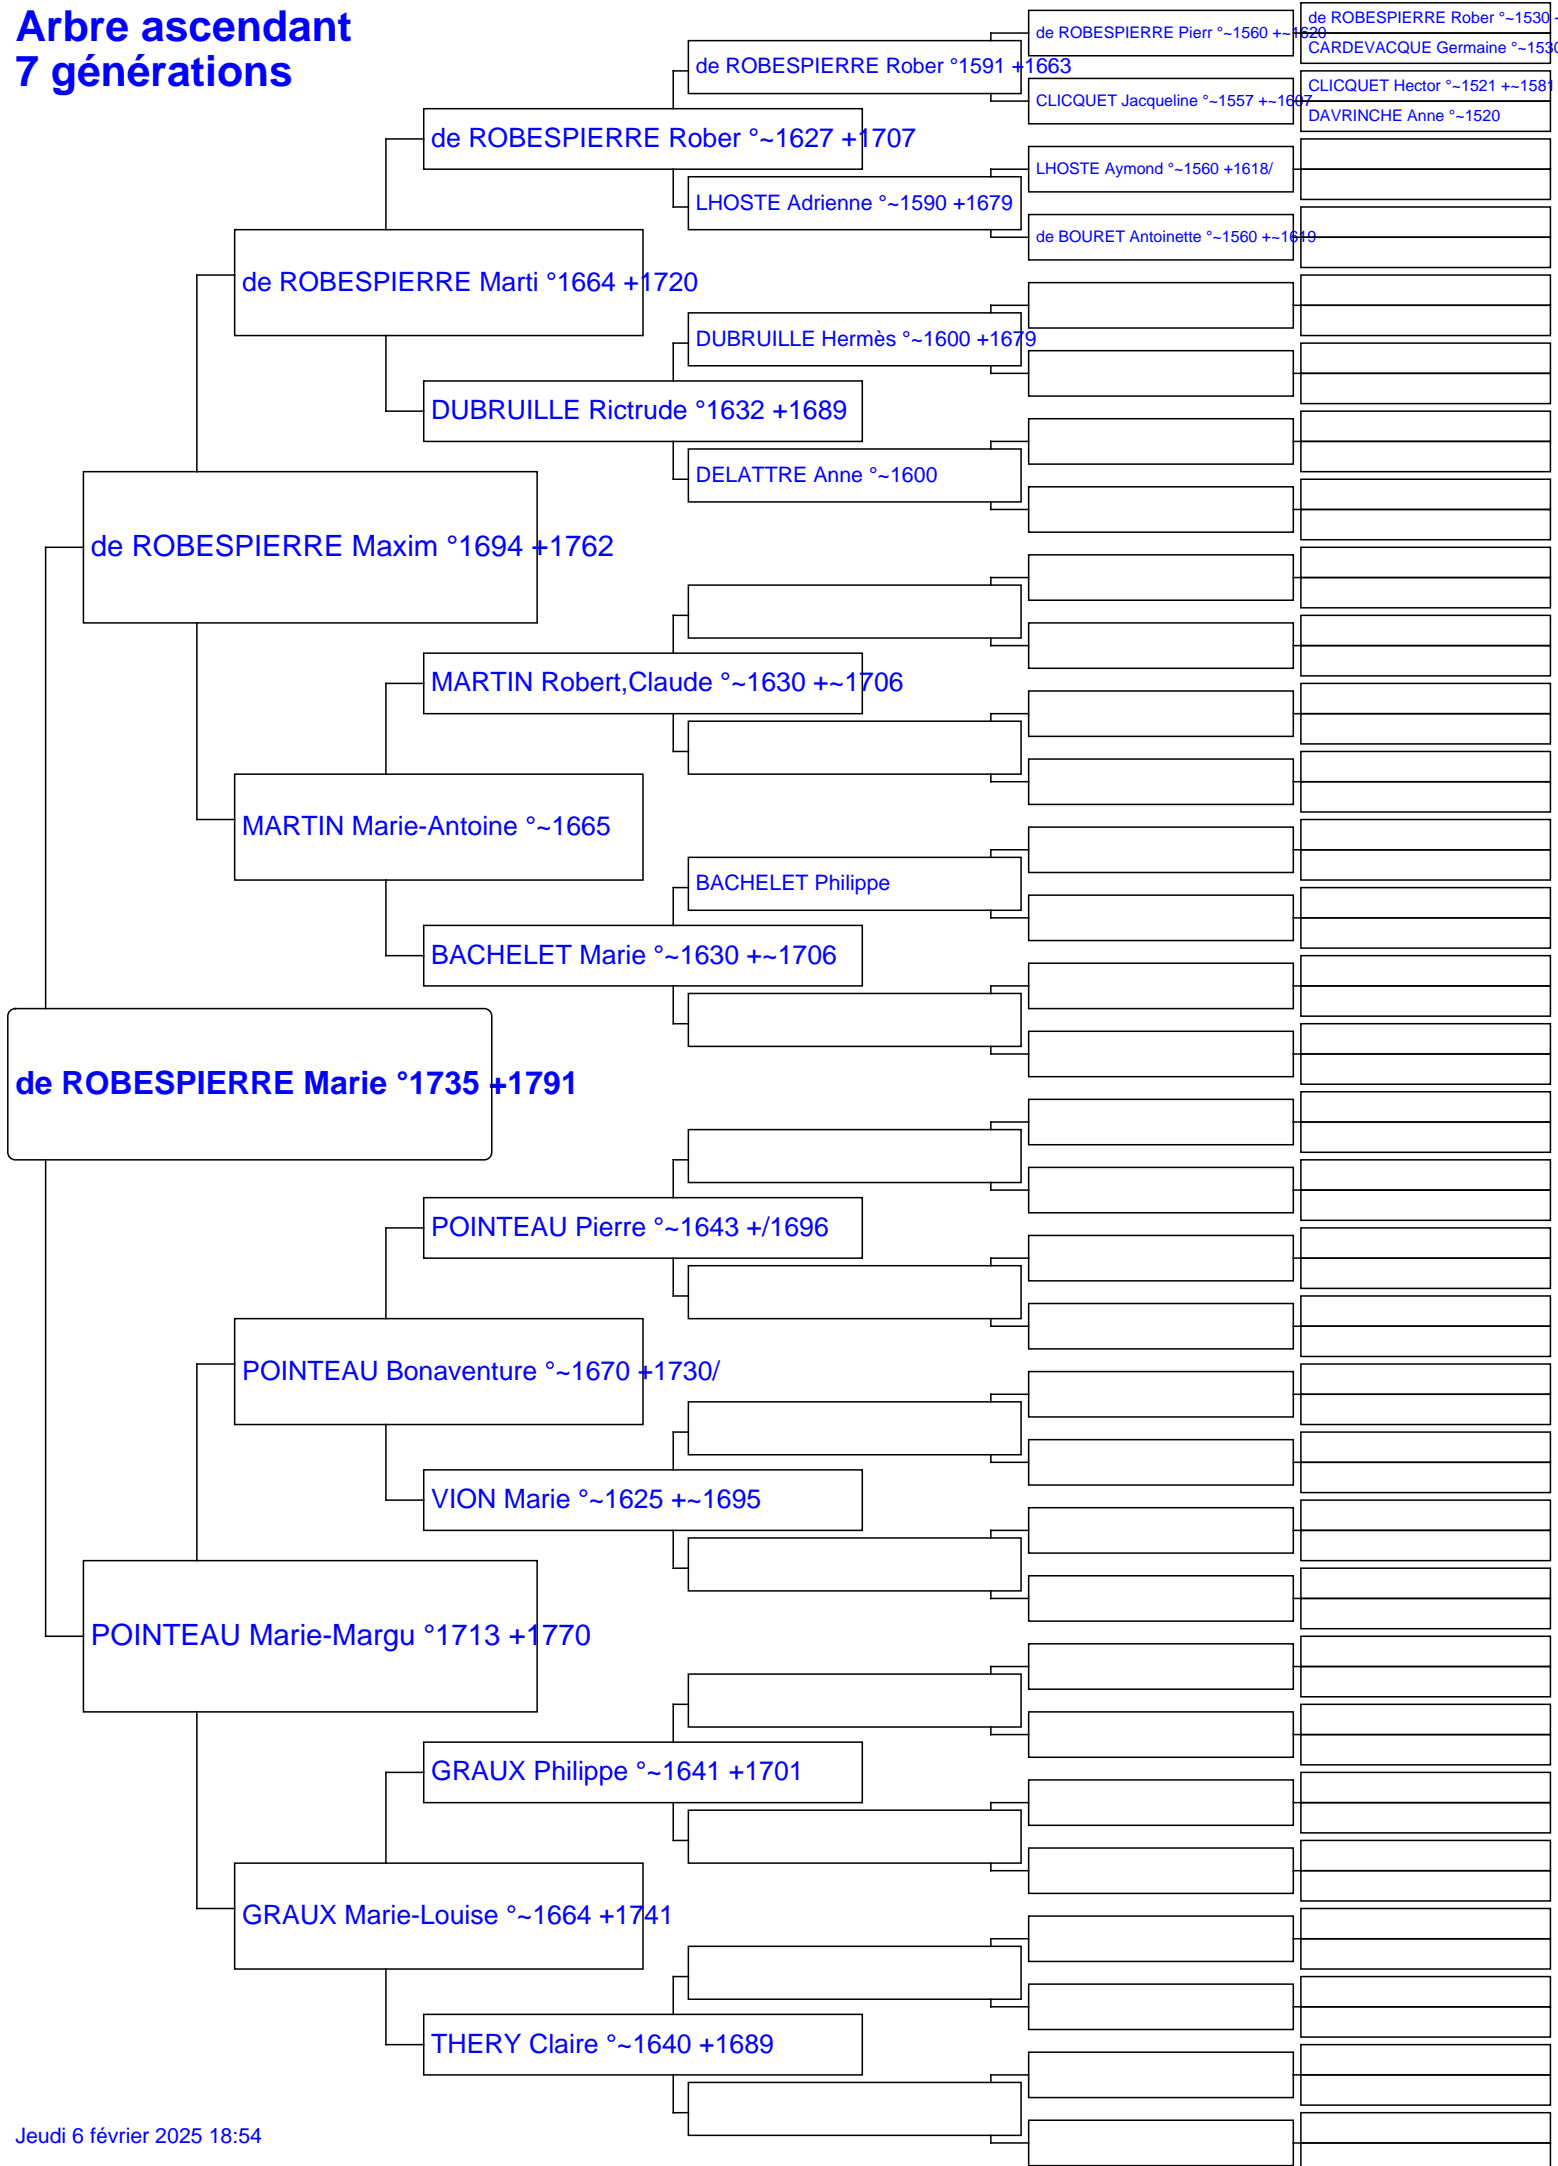 Arbre ascendant
7 générations
de ROBESPIERRE Rober °~1530 +
CARDEVACQUE Germaine °~1530
de ROBESPIERRE Pierr °~1560 +~1620
CLICQUET Hector °~1521 +~1581
DAVRINCHE Anne °~1520
CLICQUET Jacqueline °~1557 +~1607
de ROBESPIERRE Rober °1591 +1663
LHOSTE Aymond °~1560 +1618/
de BOURET Antoinette °~1560 +~1619
LHOSTE Adrienne °~1590 +1679
de ROBESPIERRE Rober °~1627 +1707
de ROBESPIERRE Marti °1664 +1720
DUBRUILLE Hermès °~1600 +1679
DUBRUILLE Rictrude °1632 +1689
DELATTRE Anne °~1600
de ROBESPIERRE Maxim °1694 +1762
MARTIN Robert,Claude °~1630 +~1706
MARTIN Marie-Antoine °~1665
BACHELET Philippe
BACHELET Marie °~1630 +~1706
de ROBESPIERRE Marie °1735 +1791
POINTEAU Pierre °~1643 +/1696
POINTEAU Bonaventure °~1670 +1730/
VION Marie °~1625 +~1695
POINTEAU Marie-Margu °1713 +1770
GRAUX Philippe °~1641 +1701
GRAUX Marie-Louise °~1664 +1741
THERY Claire °~1640 +1689
Jeudi 6 février 2025 18:54